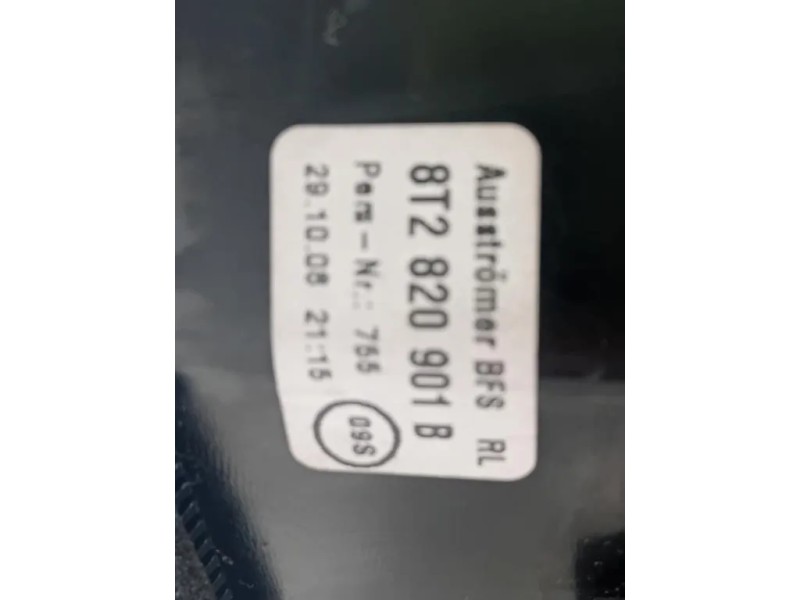 Ausströmer BFS RL
8T2 820 901 B
Pers-Nr.: 755
29.10.08 21:15
09S